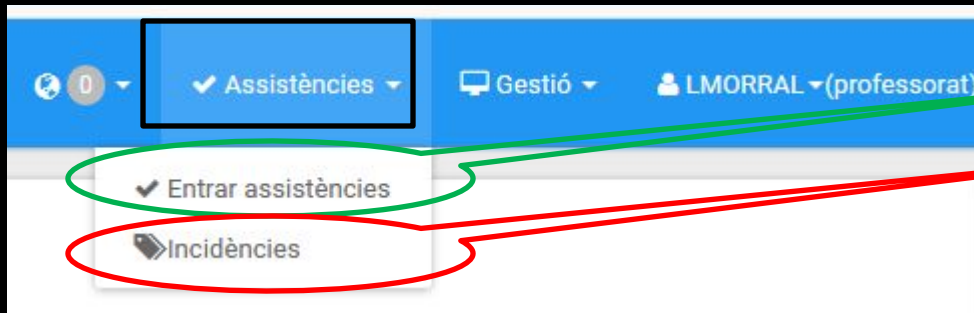 0 Assistències Gestió LMORRAL (professorat)
Entrar assistències
Incidències